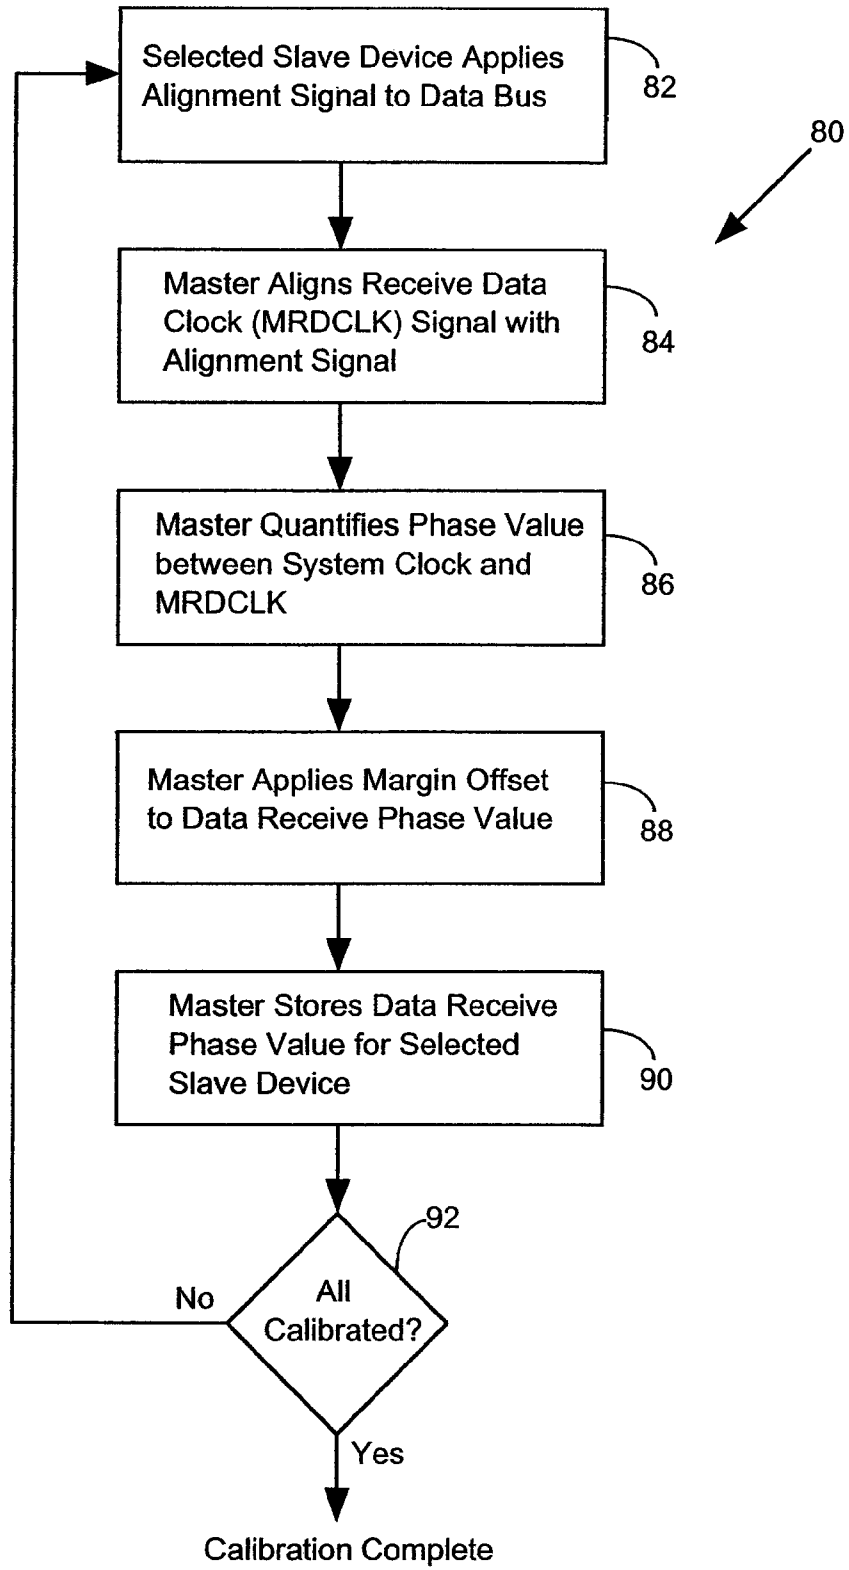 Selected Slave Device Applies
Alignment Signal to Data Bus
82
80
Master Aligns Receive Data
Clock (MRDCLK) Signal with
Alignment Signal
84
Master Quantifies Phase Value
between System Clock and
MRDCLK
86
Master Applies Margin Offset
to Data Receive Phase Value
88
Master Stores Data Receive
Phase Value for Selected
Slave Device
90
92
All
Calibrated?
No
Yes
Calibration Complete